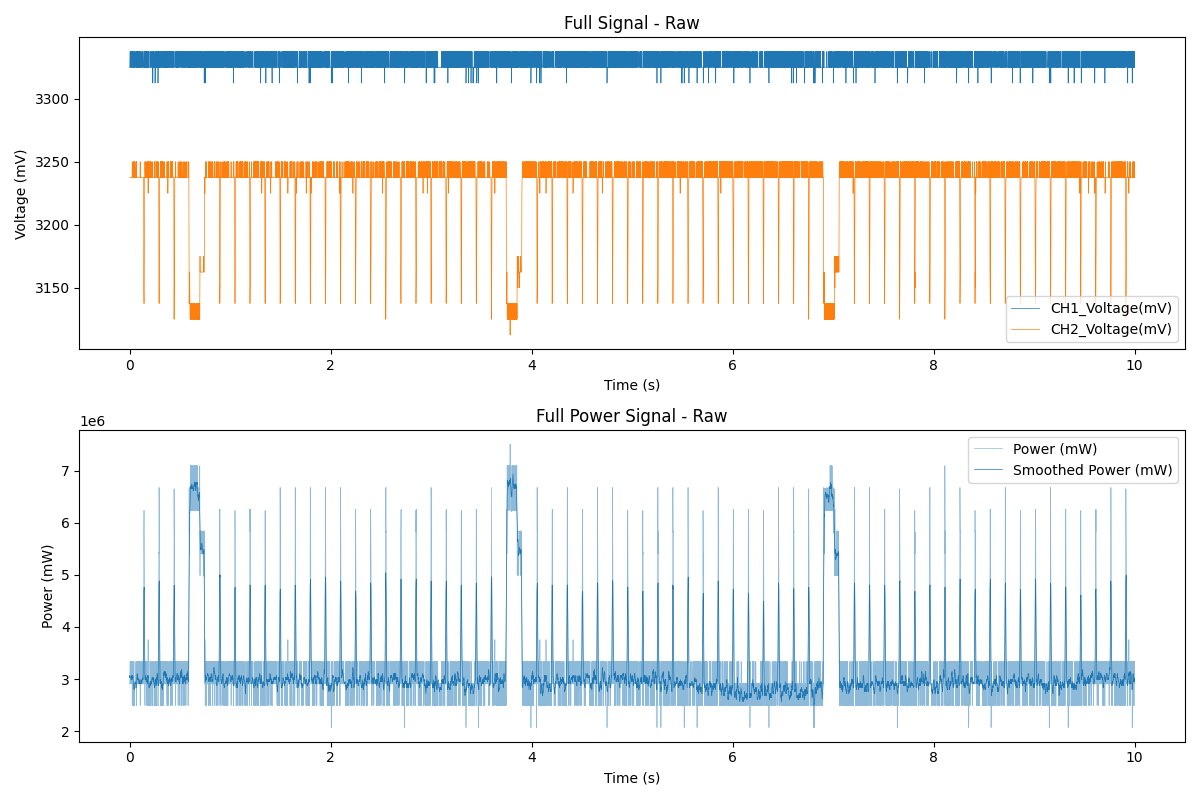 Full Signal - Raw
3300
3250
3200
3150
Voltage (mV)
CH1_Voltage(mV)
CH2_Voltage(mV)
0 2 4 6 8 10
Time (s)
Full Power Signal - Raw
1e6
7
6
5
4
3
2
Power (mW)
Power (mW)
Smoothed Power (mW)
0 2 4 6 8 10
Time (s)